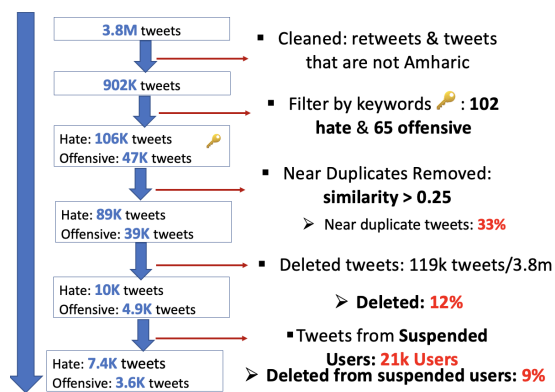 3.8M tweets
▪ Cleaned: retweets & tweets
that are not Amharic
902K tweets
▪ Filter by keywords 🔑 : 102
hate & 65 offensive
Hate: 106K tweets 🔑
Offensive: 47K tweets
▪ Near Duplicates Removed:
similarity > 0.25
➢ Near duplicate tweets: 33%
Hate: 89K tweets
Offensive: 39K tweets
▪ Deleted tweets: 119k tweets/3.8m
➢ Deleted: 12%
Hate: 10K tweets
Offensive: 4.9K tweets
▪Tweets from Suspended
Users: 21k Users
➢ Deleted from suspended users: 9%
Hate: 7.4K tweets
Offensive: 3.6K tweets